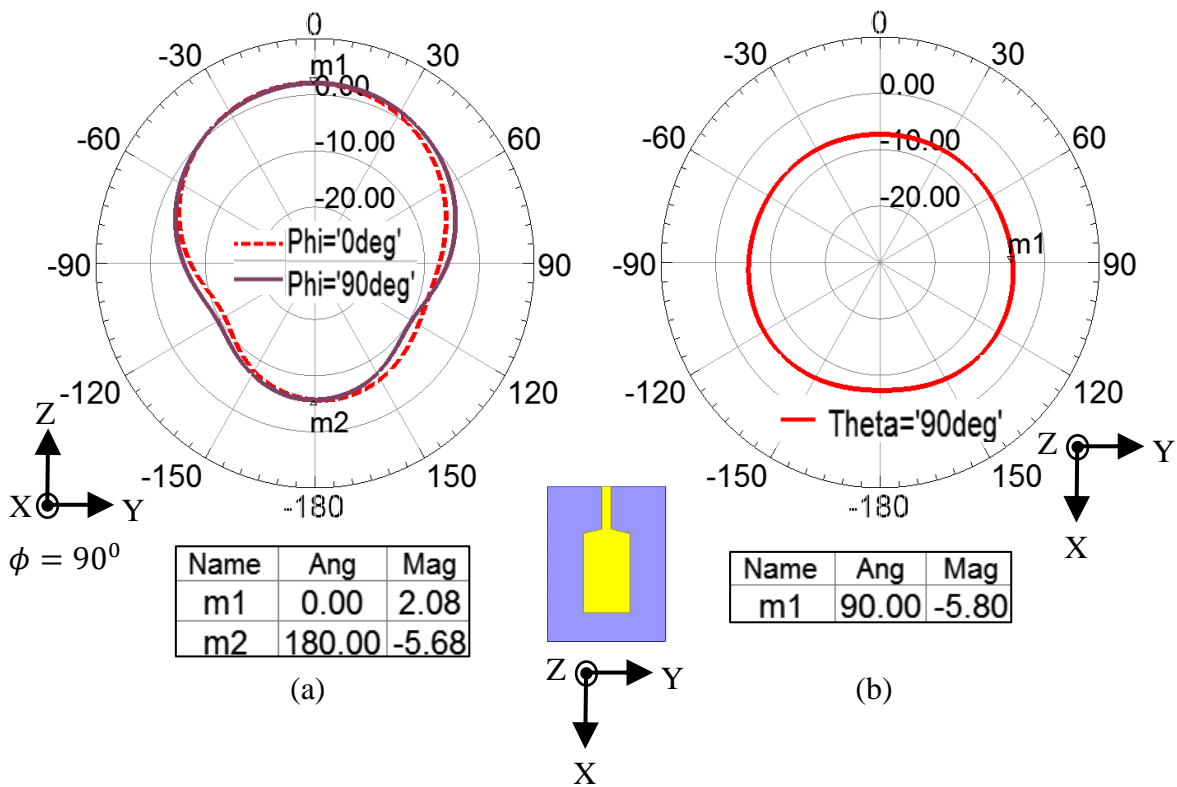 0
-30
30
m1
0.00
-60
60
-10.00
-20.00
Phi='0deg'
Phi='90deg'
-90
90
-120
120
m2
-150
150
-180
Z
X
Y
ϕ = 90⁰
Name Ang Mag
m1 0.00 2.08
m2 180.00 -5.68
(a)
0
-30
30
0.00
-60
60
-10.00
-20.00
m1
-90
90
-120
120
Theta='90deg'
-150
150
-180
Z
Y
X
Name Ang Mag
m1 90.00 -5.80
(b)
Z
Y
X